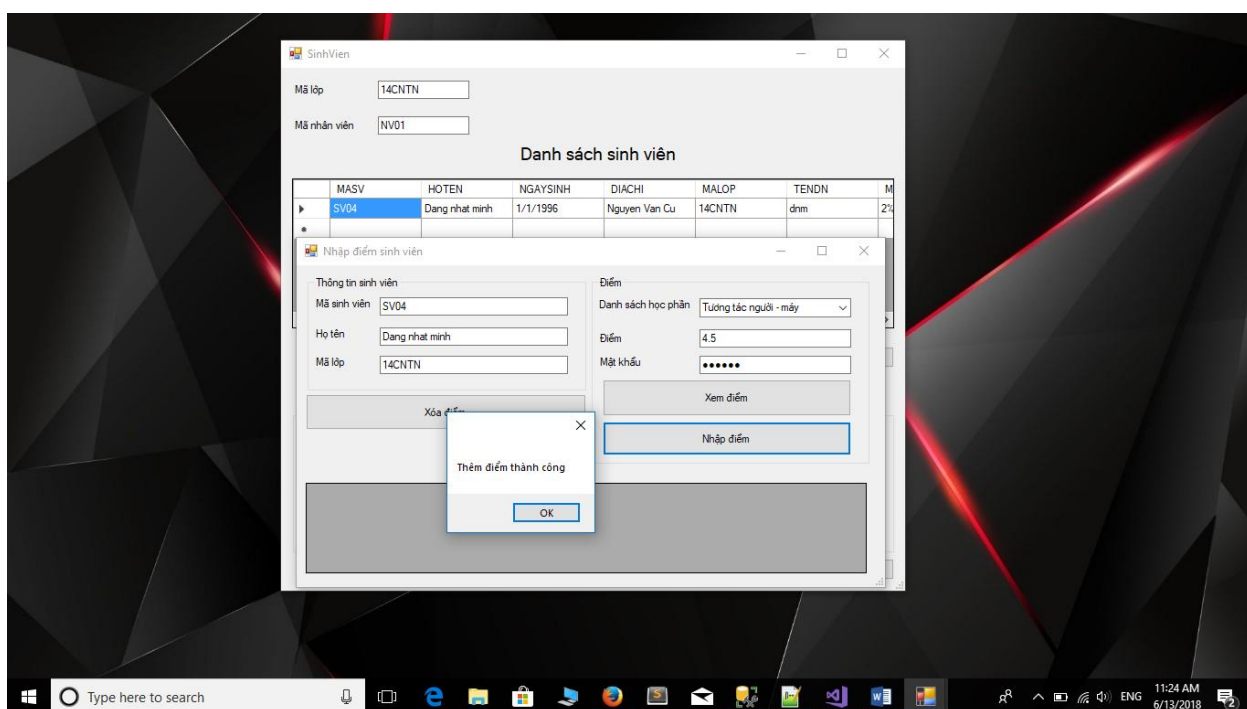 SinhVien
Mã lớp 14CNTN
Mã nhân viên NV01
Danh sách sinh viên
MASV HOTEN NGAYSINH DIACHI MALOP TENDN M
SV04 Dang nhat minh 1/1/1996 Nguyen Van Cu 14CNTN dnm
Nhập điểm sinh viên
Thông tin sinh viên
Mã sinh viên SV04
Họ tên Dang nhat minh
Mã lớp 14CNTN
Xóa
Điểm
Danh sách học phần Tương tác người - máy
Điểm 4.5
Mật khẩu ●●●●●●
Xem điểm
Nhập điểm
Thêm điểm thành công
OK
Type here to search
ENG
11:24 AM
6/13/2018
2